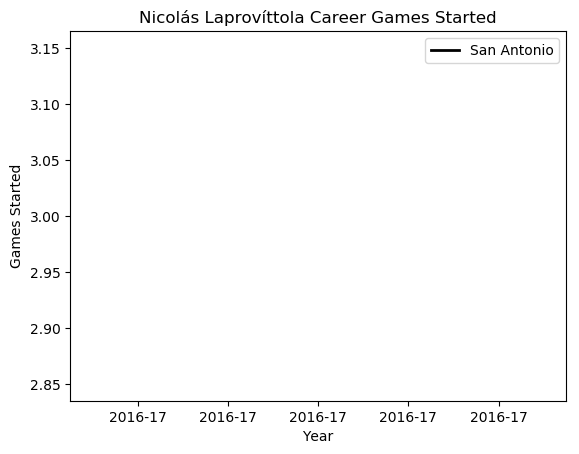 Nicolás Laprovíttola Career Games Started
San Antonio
3.15
3.10
3.05
3.00
2.95
2.90
2.85
Games Started
2016-17 2016-17 2016-17 2016-17 2016-17
Year